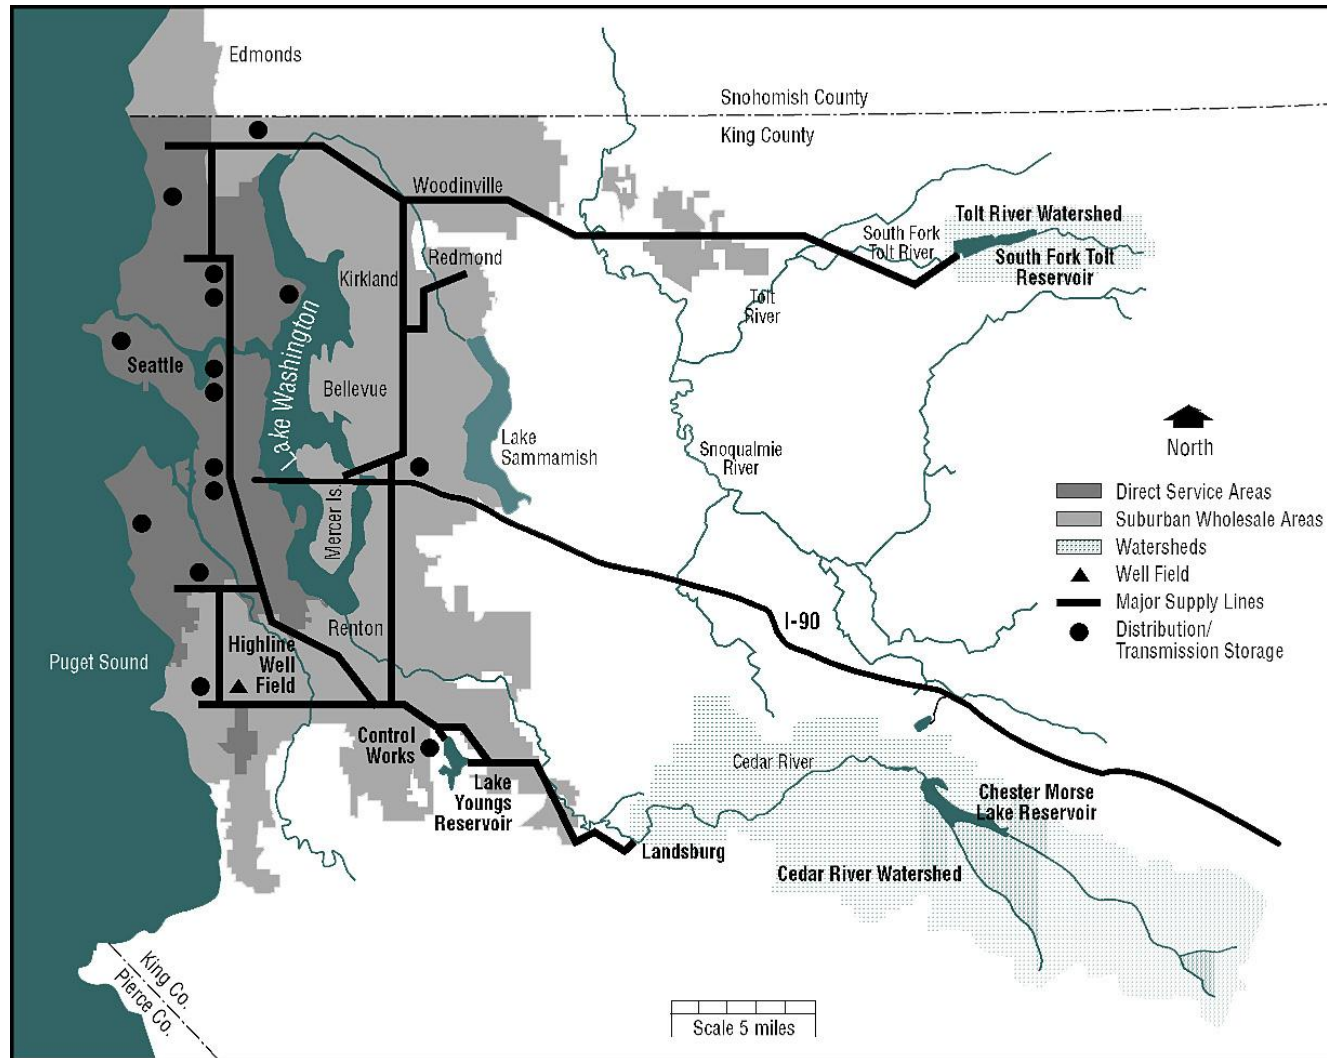 Edmonds
Snohomish County
King County
Woodinville
Tolt River Watershed
South Fork
Tolt River
South Fork Tolt
Reservoir
Redmond
Kirkland
Tolt
River
Seattle
Lake Washington
Bellevue
Lake
Sammamish
Snoqualmie
River
North
Mercer Is.
Direct Service Areas
Suburban Wholesale Areas
Watersheds
Well Field
Major Supply Lines
Distribution/
Transmission Storage
I-90
Renton
Puget Sound
Highline
Well
Field
Control
Works
Lake
Youngs
Reservoir
Cedar River
Chester Morse
Lake Reservoir
Landsburg
Cedar River Watershed
King Co.
Pierce Co.
Scale 5 miles